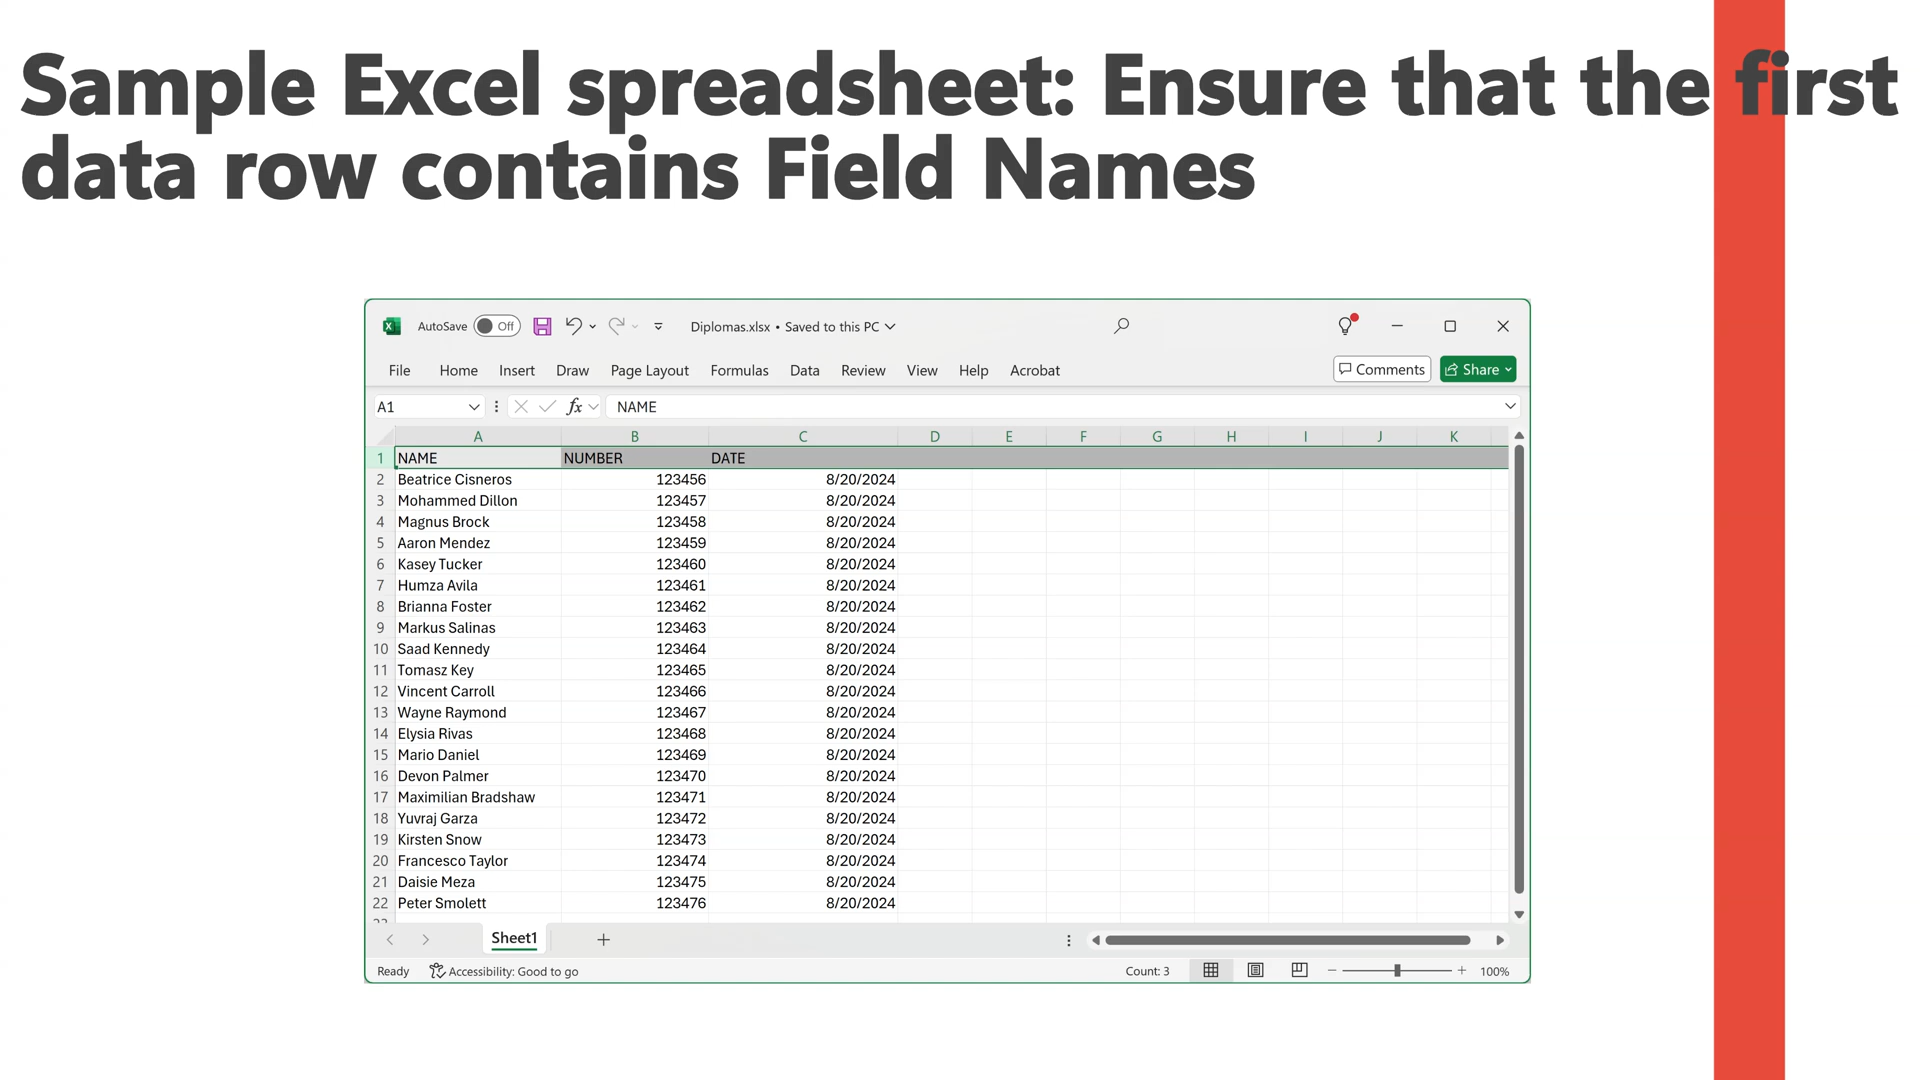 Sample Excel spreadsheet: Ensure that the first
data row contains Field Names
AutoSave Off Diplomas.xlsx • Saved to this PC
File Home Insert Draw Page Layout Formulas Data Review View Help Acrobat Comments Share
A1 fx NAME
A B C D E F G H I J K
1 NAME NUMBER DATE
2 Beatrice Cisneros 123456 8/20/2024
3 Mohammed Dillon 123457 8/20/2024
4 Magnus Brock 123458 8/20/2024
5 Aaron Mendez 123459 8/20/2024
6 Kasey Tucker 123460 8/20/2024
7 Humza Avila 123461 8/20/2024
8 Brianna Foster 123462 8/20/2024
9 Markus Salinas 123463 8/20/2024
10 Saad Kennedy 123464 8/20/2024
11 Tomasz Key 123465 8/20/2024
12 Vincent Carroll 123466 8/20/2024
13 Wayne Raymond 123467 8/20/2024
14 Elysia Rivas 123468 8/20/2024
15 Mario Daniel 123469 8/20/2024
16 Devon Palmer 123470 8/20/2024
17 Maximilian Bradshaw 123471 8/20/2024
18 Yuvraj Garza 123472 8/20/2024
19 Kirsten Snow 123473 8/20/2024
20 Francesco Taylor 123474 8/20/2024
21 Daisie Meza 123475 8/20/2024
22 Peter Smolett 123476 8/20/2024
Sheet1
Ready Accessibility: Good to go Count: 3 100%